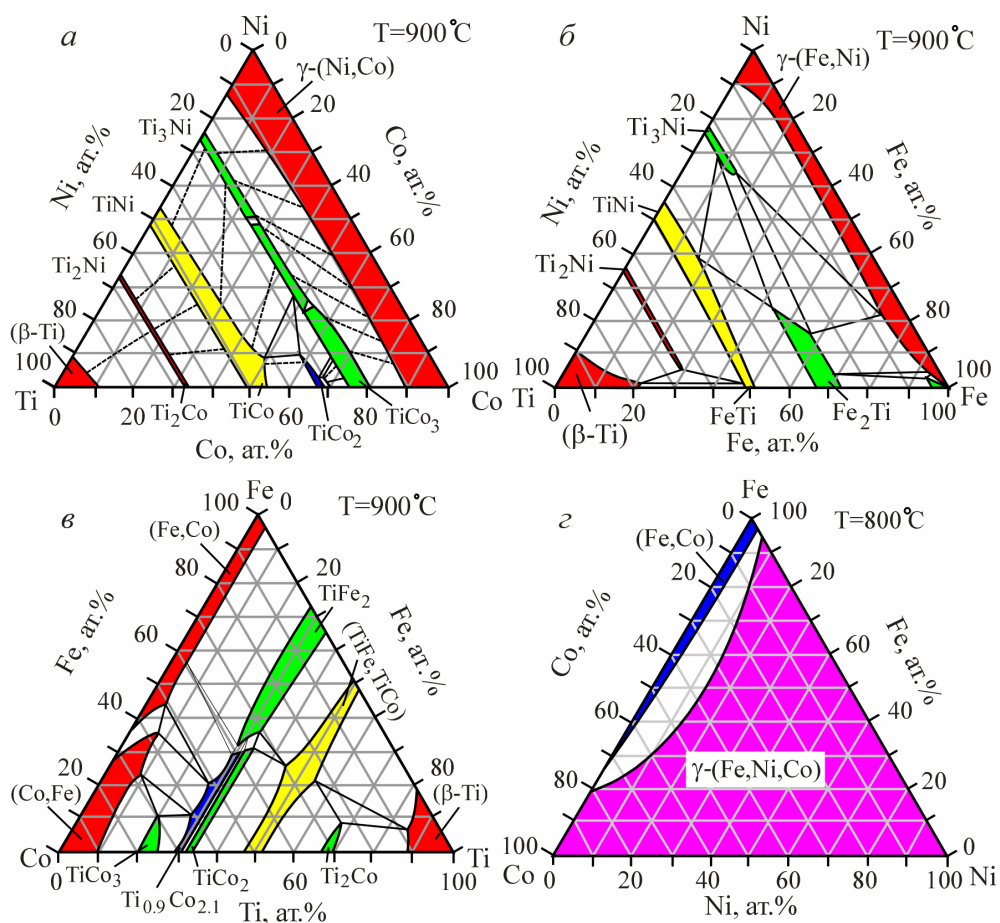 а
Ni
T=900°C
0
0
γ-(Ni,Co)
20
20
Ti3Ni
Ni, ат.%
Co, ат.%
40
40
TiNi
60
60
Ti2Ni
80
80
(β-Ti)
100
100
Ti
Co
0
20
40
60
80
100
Ti2Co
TiCo
TiCo2
TiCo3
Co, ат.%
б
Ni
T=900°C
0
0
γ-(Fe,Ni)
20
20
Ti3Ni
Ni, ат.%
Fe, ат.%
40
40
TiNi
60
60
Ti2Ni
80
80
100
100
Ti
Fe
0
20
60
80
100
(β-Ti)
FeTi
Fe2Ti
Fe, ат.%
в
Fe
T=900°C
100
0
(Fe,Co)
80
20
TiFe2
Fe, ат.%
Fe, ат.%
60
(TiFe,TiCo)
40
20
80
(Co,Fe)
(β-Ti)
Co
Ti
0
60
100
100
TiCo3
Ti0.9Co2.1
TiCo2
Ti2Co
Ti, ат.%
г
Fe
T=800°C
0
100
(Fe,Co)
20
20
Co, ат.%
Fe, ат.%
40
60
60
40
γ-(Fe,Ni,Co)
80
20
100
0
Co
Ni
0
20
40
60
80
100
Ni, ат.%